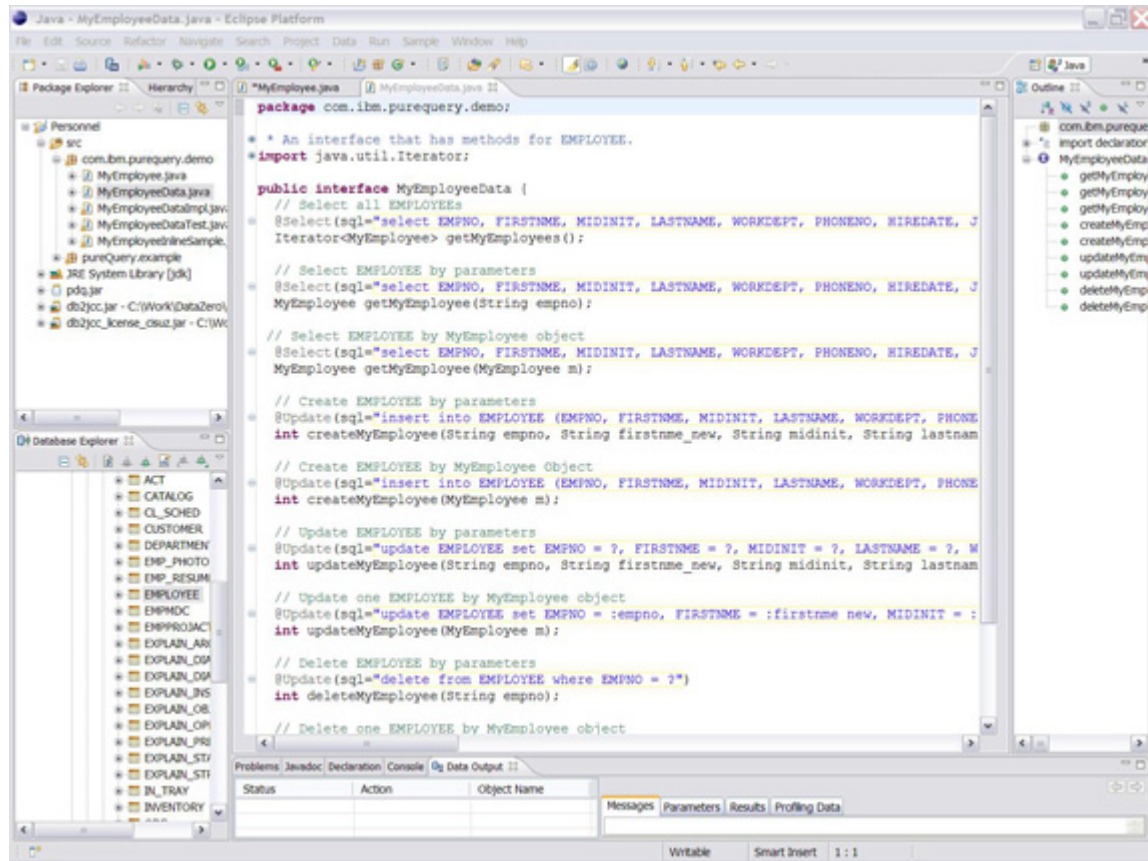 Java - MyEmployeeData.java - Eclipse Platform
File Edit Source Refactor Navigate Search Project Data Run Sample Window Help
Java
Package Explorer Hierarchy
Personnel
src
com.ibm.purequery.demo
MyEmployee.java
MyEmployeeData.java
MyEmployeeDataImpl.jav
MyEmployeeDataTest.jav
MyEmployeeInlineSample.
pureQuery.example
JRE System Library [jdk]
pdq.jar
db2jcc.jar - C:\Work\DataZero\
db2jcc_license_cisuz.jar - C:\Wo
Database Explorer
ACT
CATALOG
CL_SCHED
CUSTOMER
DEPARTMEN
EMP_PHOTO
EMP_RESUM
EMPLOYEE
EMPMDC
EMPPROJACT
EXPLAIN_ARG
EXPLAIN_DIA
EXPLAIN_DIA
EXPLAIN_INS
EXPLAIN_OB
EXPLAIN_OP
EXPLAIN_PRE
EXPLAIN_STA
EXPLAIN_STR
IN_TRAY
INVENTORY
*MyEmployee.java MyEmployeeData.java
package com.ibm.purequery.demo;
* An interface that has methods for EMPLOYEE.
import java.util.Iterator;
public interface MyEmployeeData {
// Select all EMPLOYEEs
@Select(sql="select EMPNO, FIRSTNME, MIDINIT, LASTNAME, WORKDEPT, PHONENO, HIREDATE, J
Iterator<MyEmployee> getMyEmployees();
// Select EMPLOYEE by parameters
@Select(sql="select EMPNO, FIRSTNME, MIDINIT, LASTNAME, WORKDEPT, PHONENO, HIREDATE, J
MyEmployee getMyEmployee(String empno);
// Select EMPLOYEE by MyEmployee object
@Select(sql="select EMPNO, FIRSTNME, MIDINIT, LASTNAME, WORKDEPT, PHONENO, HIREDATE, J
MyEmployee getMyEmployee(MyEmployee m);
// Create EMPLOYEE by parameters
@Update(sql="insert into EMPLOYEE (EMPNO, FIRSTNME, MIDINIT, LASTNAME, WORKDEPT, PHONE
int createMyEmployee(String empno, String firstnme_new, String midinit, String lastnam
// Create EMPLOYEE by MyEmployee Object
@Update(sql="insert into EMPLOYEE (EMPNO, FIRSTNME, MIDINIT, LASTNAME, WORKDEPT, PHONE
int createMyEmployee(MyEmployee m);
// Update EMPLOYEE by parameters
@Update(sql="update EMPLOYEE set EMPNO = ?, FIRSTNME = ?, MIDINIT = ?, LASTNAME = ?, W
int updateMyEmployee(String empno, String firstnme_new, String midinit, String lastnam
// Update one EMPLOYEE by MyEmployee object
@Update(sql="update EMPLOYEE set EMPNO = :empno, FIRSTNME = :firstnme_new, MIDINIT = :
int updateMyEmployee(MyEmployee m);
// Delete EMPLOYEE by parameters
@Update(sql="delete from EMPLOYEE where EMPNO = ?")
int deleteMyEmployee(String empno);
// Delete one EMPLOYEE by MyEmployee object
Outline
com.ibm.pureque
import declaration
MyEmployeeData
getMyEmploy
getMyEmploy
getMyEmploy
createMyEmp
createMyEmp
updateMyEmp
updateMyEmp
deleteMyEmp
deleteMyEmp
Problems Javadoc Declaration Console Data Output
Status Action Object Name
Messages Parameters Results Profiling Data
Writable Smart Insert 1 : 1